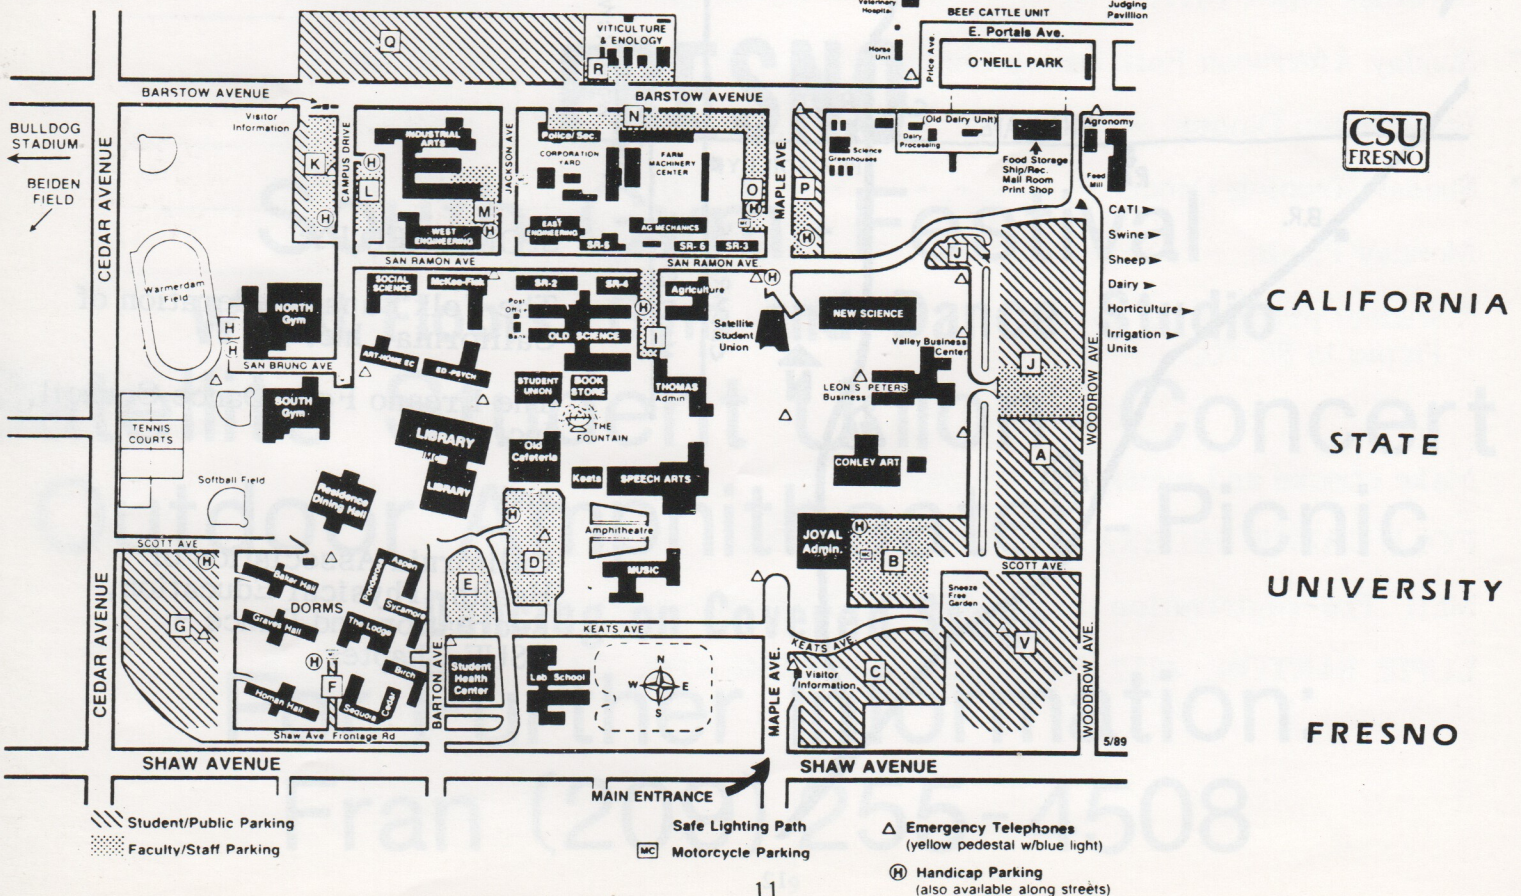 Veterinary
Hospital
BEEF CATTLE UNIT
Judging
Pavillion
E. Portals Ave.
Price Ave.
Horse
Unit
O'NEILL PARK
Q
VITICULTURE
& ENOLOGY
R
BARSTOW AVENUE
BARSTOW AVENUE
BULLDOG
STADIUM
BEIDEN
FIELD
CEDAR AVENUE
Visitor
Information
K
H
CAMPUS DRIVE
H
L
INDUSTRIAL
ARTS
M
H
WEST
ENGINEERING
JACKSON AVE
Police/Sec.
N
CORPORATION
YARD
FARM
MACHINERY
CENTER
O
H
MC
EAST
ENGINEERING
AG MECHANICS
SR-5
SR-6
SR-3
MAPLE AVE.
P
H
Science
Greenhouses
(Old Dairy Unit)
Dairy
Processing
Food Storage
Ship/Rec.
Mail Room
Print Shop
Agronomy
Feed
Mill
CSU
FRESNO
CATI
Swine
Sheep
Dairy
Horticulture
Irrigation
Units
SAN RAMON AVE
SAN RAMON AVE
J
Warmerdam
Field
NORTH
Gym
H
H
SAN BRUNO AVE
SOCIAL
SCIENCE
McKee-Fisk
SR-2
SR-4
Agriculture
Post
Office
OLD SCIENCE
H
I
H
Satellite
Student
Union
NEW SCIENCE
Valley Business
Center
J
WOODROW AVE.
CALIFORNIA
ART-HOME EC
ED-PSYCH
STUDENT
UNION
BOOK
STORE
THOMAS
Admin.
LEON S. PETERS
Business
SOUTH
Gym
TENNIS
COURTS
THE
FOUNTAIN
LIBRARY
MC
LIBRARY
Old
Cafeteria
Keats
SPEECH ARTS
CONLEY ART
A
STATE
Softball Field
Residence
Dining Hall
H
Amphitheatre
JOYAL
Admin.
H
MC
B
SCOTT AVE
SCOTT AVE.
H
Baker Hall
Ponderosa
Aspen
DORMS
Sycamore
E
D
MUSIC
Sneeze
Free
Garden
UNIVERSITY
CEDAR AVENUE
G
Graves Hall
The Lodge
KEATS AVE
KEATS AVE.
V
H
F
Birch
Homan Hall
Sequoia
Cedar
BARTON AVE.
Student
Health
Center
Lab School
N
W
E
S
MAPLE AVE.
Visitor
Information
C
WOODROW AVE.
Shaw Ave Frontage Rd
FRESNO
5/89
SHAW AVENUE
SHAW AVENUE
MAIN ENTRANCE
Student/Public Parking
Faculty/Staff Parking
Safe Lighting Path
MC Motorcycle Parking
Emergency Telephones
(yellow pedestal w/blue light)
H Handicap Parking
(also available along streets)
11